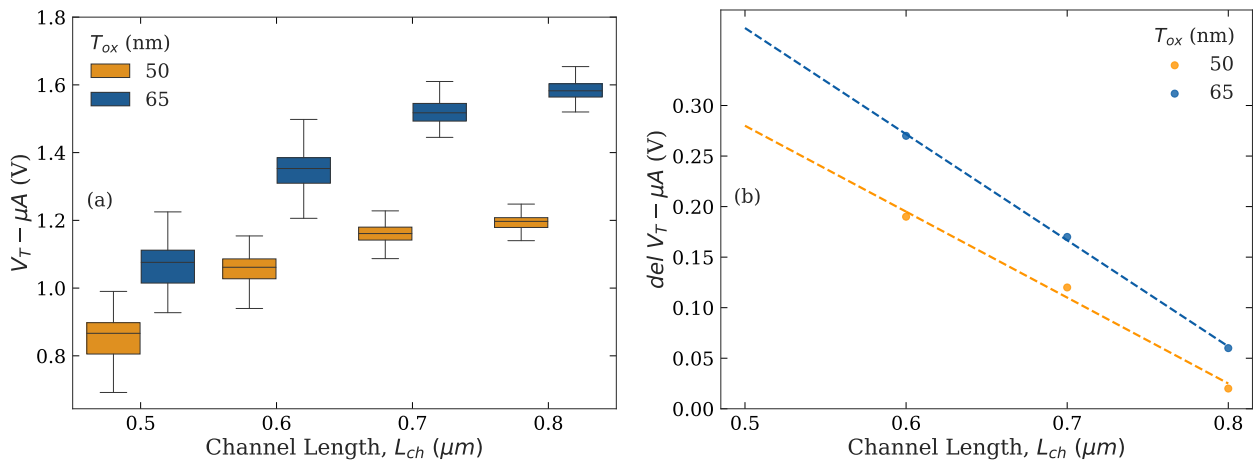 1.8
1.6
1.4
1.2
1.0
0.8
V_T − μA (V)
T_ox (nm)
50
65
(a)
0.5 0.6 0.7 0.8
Channel Length, L_ch (μm)
0.30
0.25
0.20
0.15
0.10
0.05
0.00
del V_T − μA (V)
T_ox (nm)
50
65
(b)
0.5 0.6 0.7 0.8
Channel Length, L_ch (μm)